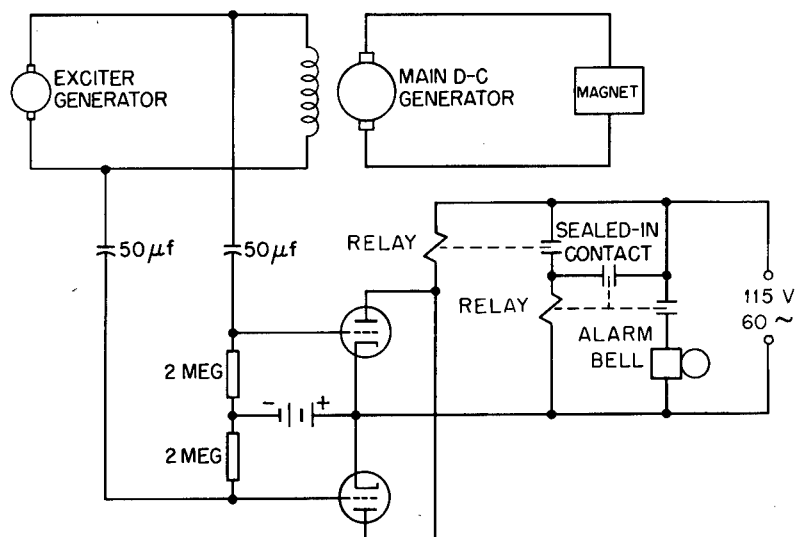 EXCITER
GENERATOR
MAIN D-C
GENERATOR
MAGNET
50 μf
50 μf
RELAY
SEALED-IN
CONTACT
RELAY
115 V
60 ~
ALARM
BELL
2 MEG
- +
2 MEG